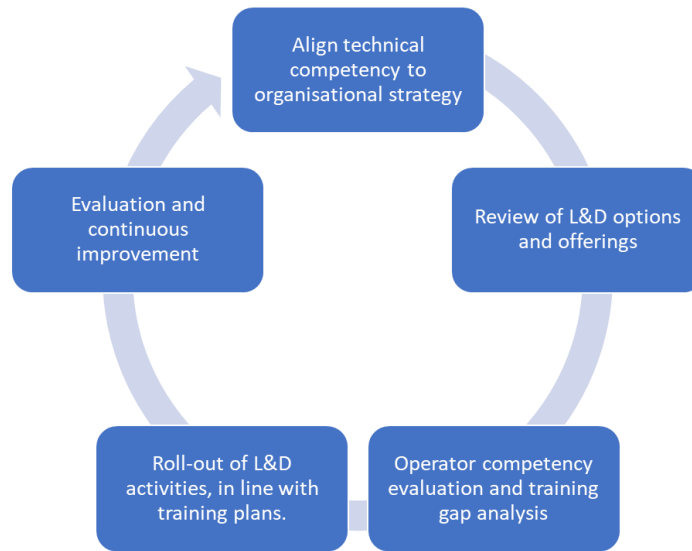 Align technical
competency to
organisational strategy
Review of L&D options
and offerings
Operator competency
evaluation and training
gap analysis
Roll-out of L&D
activities, in line with
training plans.
Evaluation and
continuous
improvement